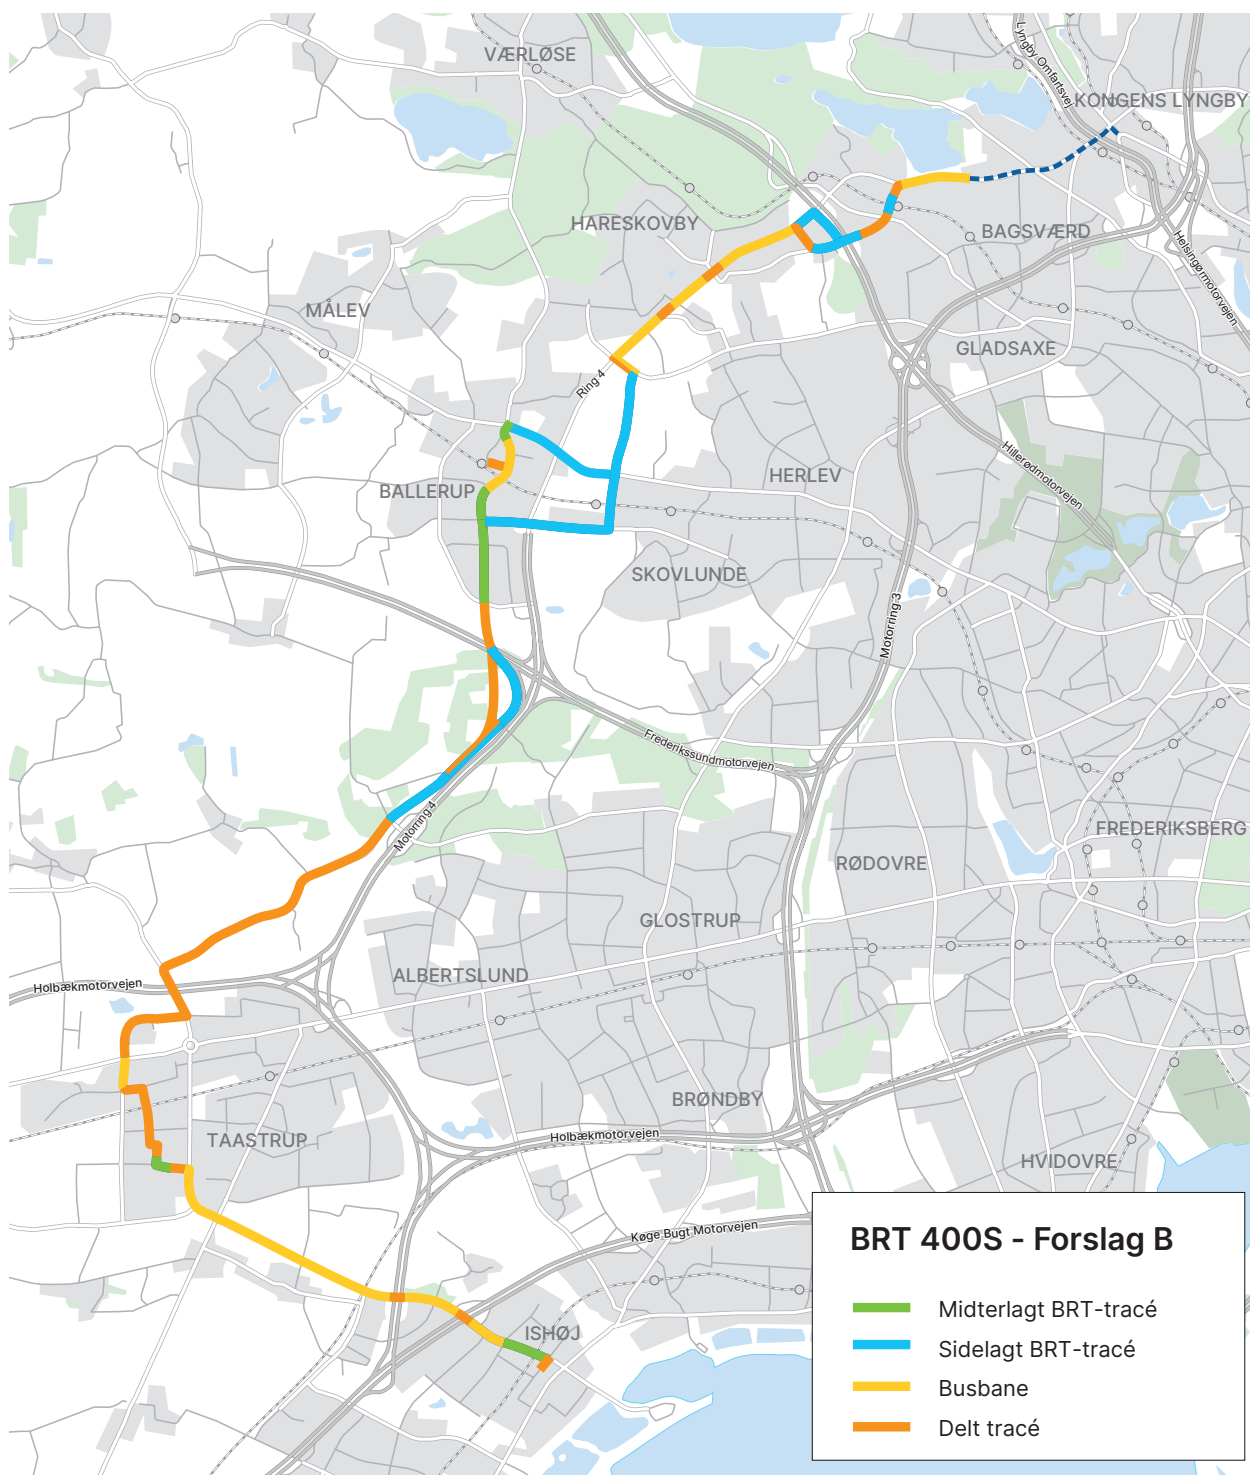 VÆRLØSE
Lyngby Omfartsvej
KONGENS LYNGBY
HARESKOVBY
BAGSVÆRD
Helsingørmotorvejen
MÅLEV
GLADSAXE
Ring 4
HERLEV
Hillerødmotorvejen
BALLERUP
SKOVLUNDE
Motorring 3
Frederikssundmotorvejen
Motorring 4
FREDERIKSBERG
RØDOVRE
GLOSTRUP
ALBERTSLUND
Holbækmotorvejen
BRØNDBY
TAASTRUP
Holbækmotorvejen
HVIDOVRE
Køge Bugt Motorvejen
ISHØJ
BRT 400S - Forslag B
Midterlagt BRT-tracé
Sidelagt BRT-tracé
Busbane
Delt tracé